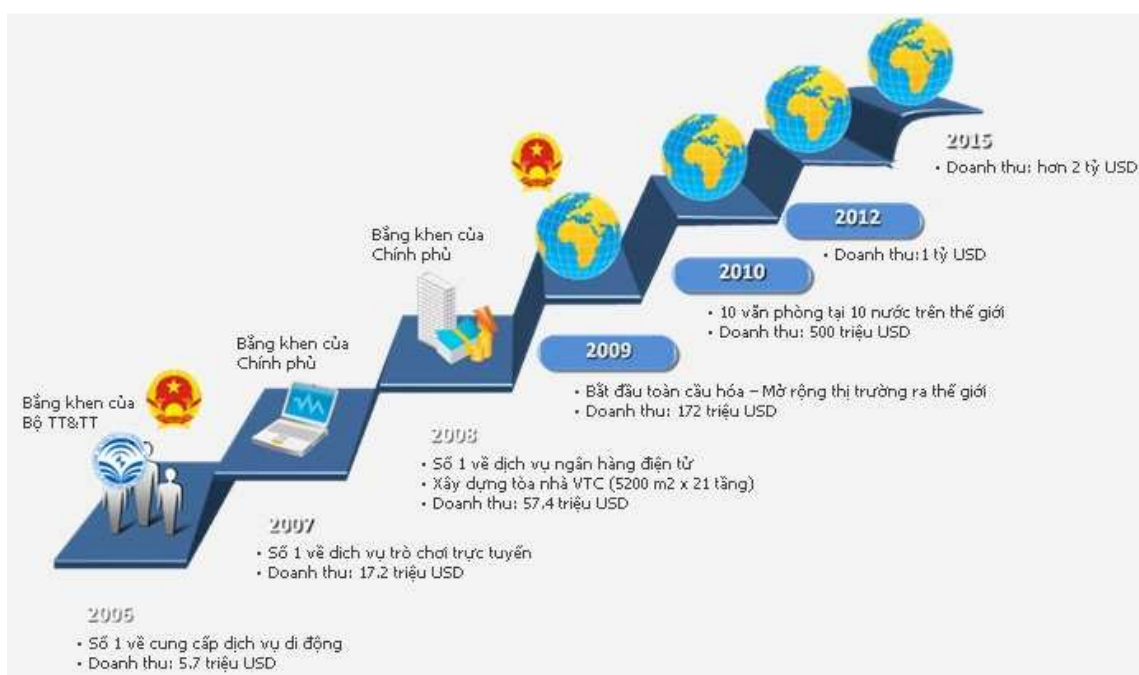 2015
• Doanh thu: hơn 2 tỷ USD
2012
• Doanh thu:1 tỷ USD
2010
• 10 văn phòng tại 10 nước trên thế giới
• Doanh thu: 500 triệu USD
2009
• Bắt đầu toàn cầu hóa – Mở rộng thị trường ra thế giới
• Doanh thu: 172 triệu USD
Bằng khen của
Chính phủ
2008
• Số 1 về dịch vụ ngân hàng điện tử
• Xây dựng tòa nhà VTC (5200 m2 x 21 tầng)
• Doanh thu: 57.4 triệu USD
Bằng khen của
Chính phủ
2007
• Số 1 về dich vụ trò chơi trực tuyến
• Doanh thu: 17.2 triệu USD
Bằng khen của
Bộ TT&TT
2006
• Số 1 về cung cấp dịch vụ di động
• Doanh thu: 5.7 triệu USD